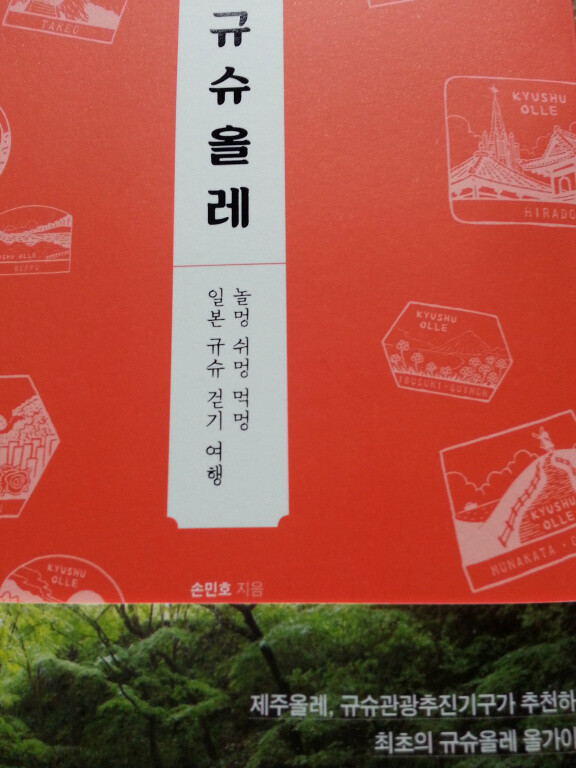 규슈올레
놀멍 쉬멍 먹멍
일본 규슈 걷기 여행
손민호 지음
TAKEO
KYUSHU
OLLE
HIRADO
KYUSHU
OLLE
IBUSUKI·
KYUSHU
OLLE
MUNAKATA·
OLLE
BEPPU
KYUSHU
OLLE
제주올레, 규슈관광추진기구가 추천하
최초의 규슈올레 올가이